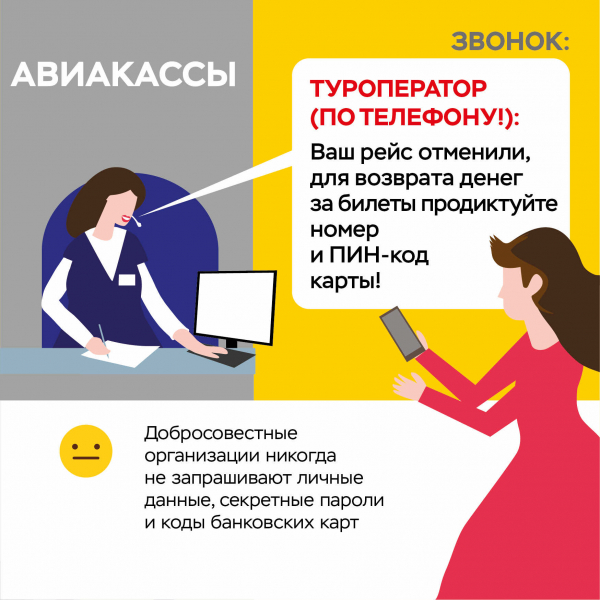 ЗВОНОК:
АВИАКАССЫ
ТУРОПЕРАТОР
(ПО ТЕЛЕФОНУ!):
Ваш рейс отменили,
для возврата денег
за билеты продиктуйте
номер
и ПИН-код
карты!
Добросовестные
организации никогда
не запрашивают личные
данные, секретные пароли
и коды банковских карт